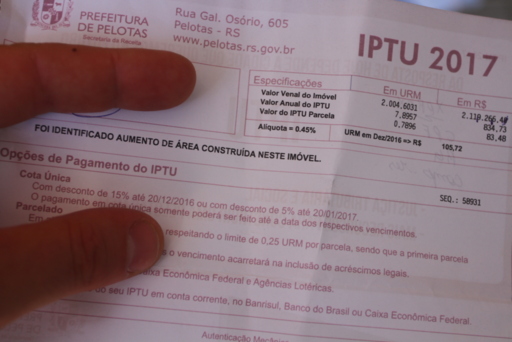 PREFEITURA
DE PELOTAS
Secretaria da Receita
Rua Gal. Osório, 605
Pelotas - RS
www.pelotas.rs.gov.br
IPTU 2017
Especificações Em URM Em R$
Valor Venal do Imóvel 2.004,6031
Valor Anual do IPTU 7,8957 834,73
Valor do IPTU Parcela 0,7896 83,48
Alíquota = 0.45% URM em Dez/2016 => R$ 105,72
FOI IDENTIFICADO AUMENTO DE ÁREA CONSTRUÍDA NESTE IMÓVEL.
SEQ.: 58931
Opções de Pagamento do IPTU
Cota Única
Com desconto de 15% até 20/12/2016 ou com desconto de 5% até 20/01/2017.
O pagamento em cota única somente poderá ser feito até a data dos respectivos vencimentos.
Parcelado
Em respeitando o limite de 0,25 URM por parcela, sendo que a primeira parcela
o vencimento acarretará na inclusão de acréscimos legais.
Caixa Econômica Federal e Agências Lotéricas.
do seu IPTU em conta corrente, no Banrisul, Banco do Brasil ou Caixa Econômica Federal.
Autenticação